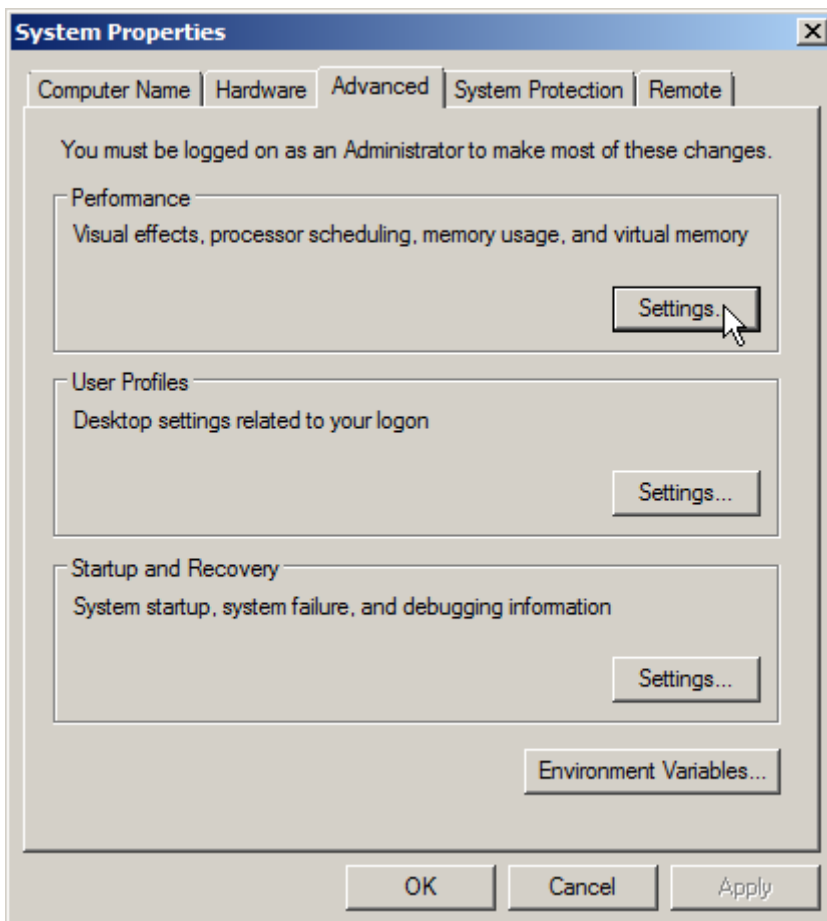 System Properties
Computer Name
Hardware
Advanced
System Protection
Remote
You must be logged on as an Administrator to make most of these changes.
Performance
Visual effects, processor scheduling, memory usage, and virtual memory
Settings..
User Profiles
Desktop settings related to your logon
Settings...
Startup and Recovery
System startup, system failure, and debugging information
Settings...
Environment Variables...
OK
Cancel
Apply